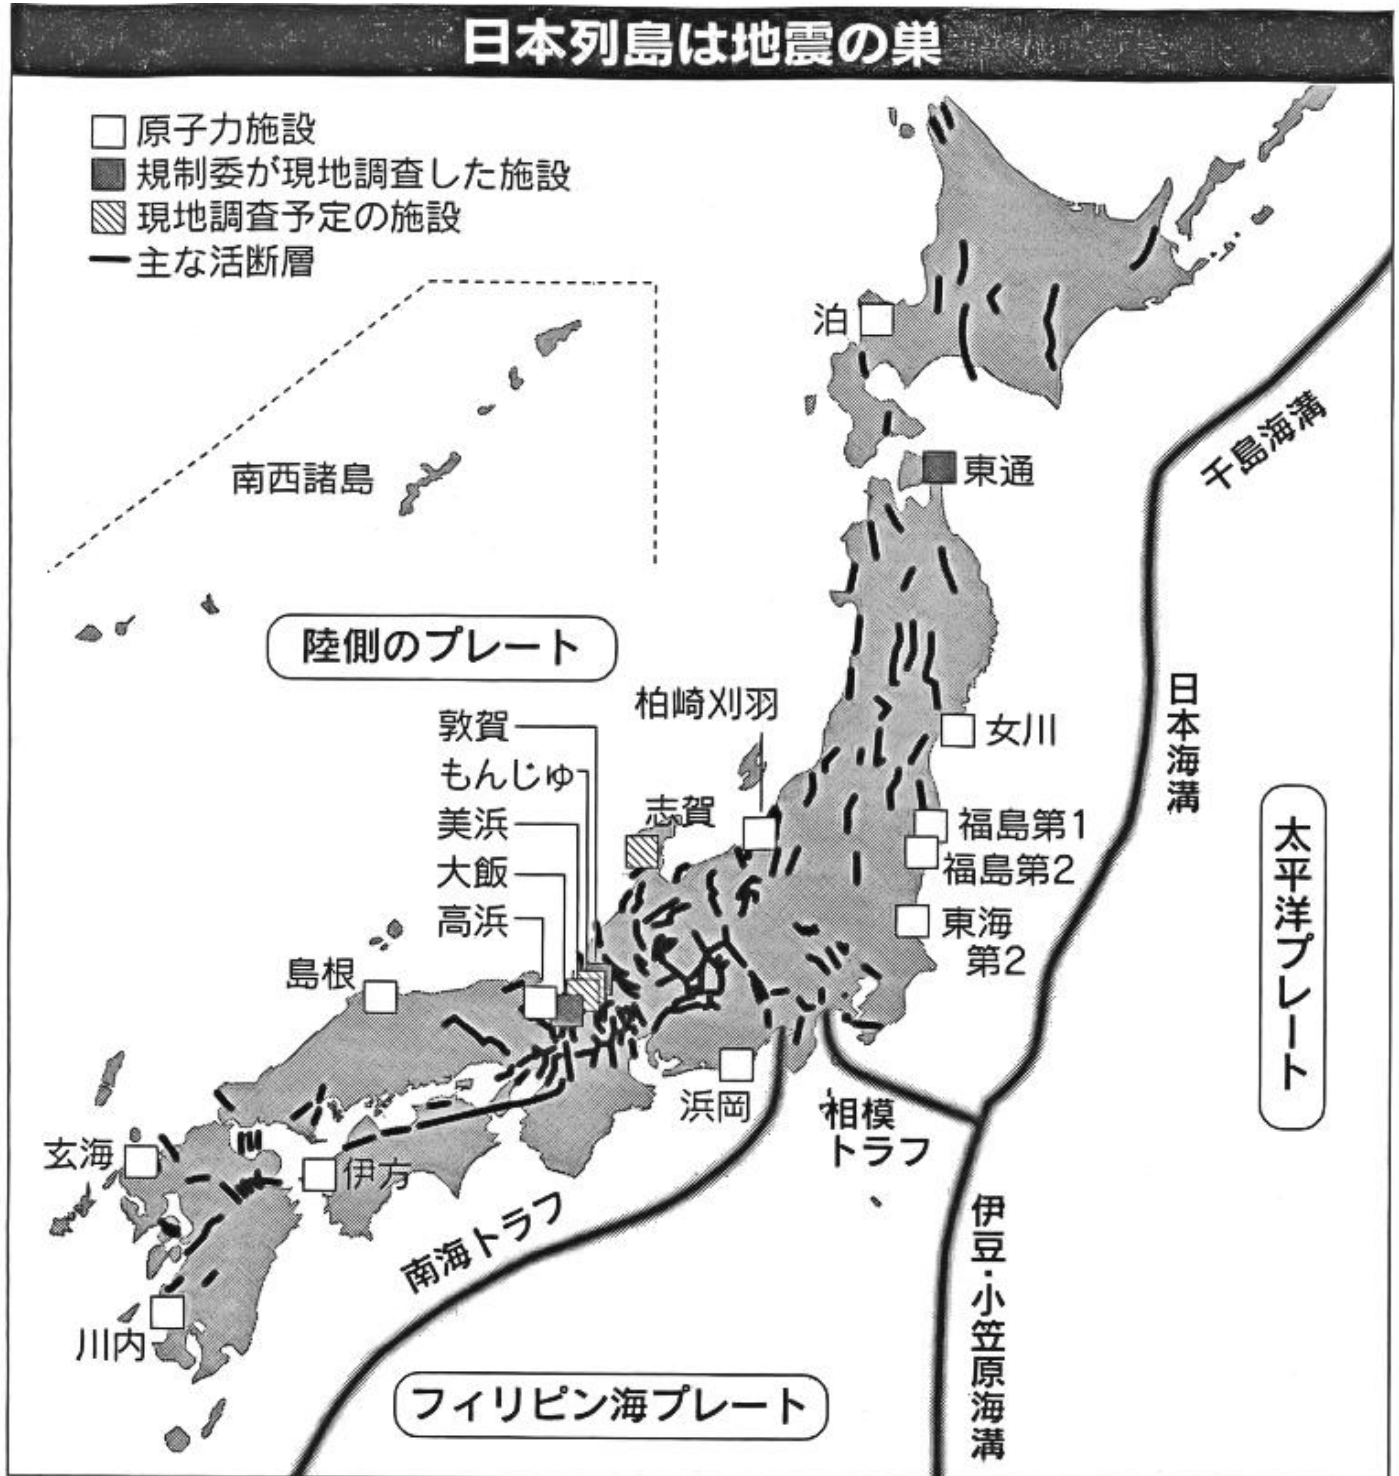 日本列島は地震の巣
原子力施設
規制委が現地調査した施設
現地調査予定の施設
主な活断層
泊
千島海溝
東通
南西諸島
陸側のプレート
柏崎刈羽
敦賀
もんじゅ
美浜
大飯
高浜
志賀
女川
日本海溝
福島第1
福島第2
東海
第2
太平洋プレート
島根
浜岡
相模
トラフ
玄海
伊方
南海トラフ
伊豆・小笠原海溝
川内
フィリピン海プレート